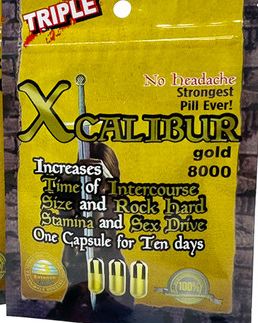 TRIPLE
No Headache
Strongest
Pill Ever!
XCALIBUR
gold
8000
Increases
Time of Intercourse
Size and Rock Hard
Stamina and Sex Drive
One Capsule for Ten days
100%